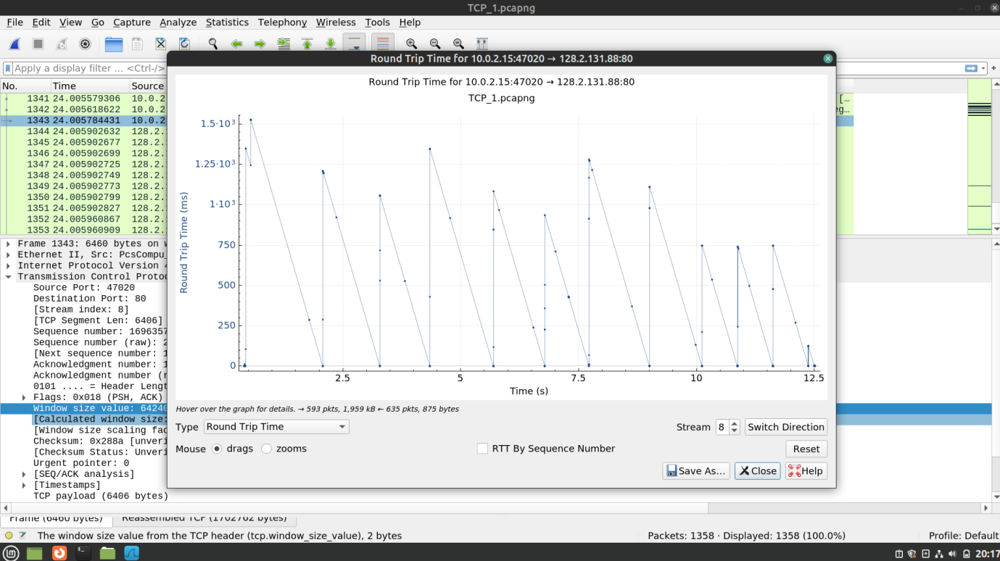 TCP_1.pcapng
File Edit View Go Capture Analyze Statistics Telephony Wireless Tools Help
Apply a display filter … <Ctrl-/>
Round Trip Time for 10.0.2.15:47020 → 128.2.131.88:80
No. Time Source
1341 24.005579306 10.0.2
1342 24.005618622 10.0.2
1343 24.005784431 10.0.2
1344 24.005902632 128.2.
1345 24.005902677 128.2.
1346 24.005902699 128.2.
1347 24.005902725 128.2.
1348 24.005902749 128.2.
1349 24.005902773 128.2.
1350 24.005902799 128.2.
1351 24.005902827 128.2.
1352 24.005960867 128.2.
1353 24.005960909 128.2.
Frame 1343: 6460 bytes on
Ethernet II, Src: PcsCompu_
Internet Protocol Version
Transmission Control Proto
Source Port: 47020
Destination Port: 80
[Stream index: 8]
[TCP Segment Len: 6406]
Sequence number: 1696357
Sequence number (raw): 2
[Next sequence number: 1
Acknowledgment number: 1
Acknowledgment number (r
0101 .... = Header Lengt
Flags: 0x018 (PSH, ACK)
Window size value: 64240
[Calculated window size:
[Window size scaling fac
Checksum: 0x288a [unveri
[Checksum Status: Unveri
Urgent pointer: 0
[SEQ/ACK analysis]
[Timestamps]
TCP payload (6406 bytes)
Round Trip Time for 10.0.2.15:47020 → 128.2.131.88:80
TCP_1.pcapng
Round Trip Time (ms)
1.5·10³
1.25·10³
1·10³
750
500
250
0
2.5 5 7.5 10 12.5
Time (s)
Hover over the graph for details. → 593 pkts, 1,959 kB ← 635 pkts, 875 bytes
Type Round Trip Time Stream 8 Switch Direction
Mouse drags zooms RTT By Sequence Number Reset
Save As… Close Help
Frame (6460 bytes) Reassembled TCP (1702762 bytes)
The window size value from the TCP header (tcp.window_size_value), 2 bytes Packets: 1358 · Displayed: 1358 (100.0%) Profile: Default
20:17